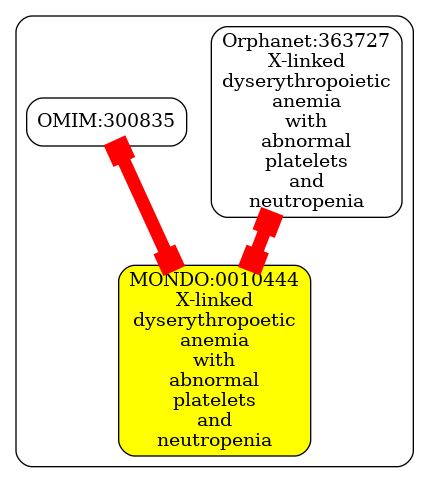 OMIM:300835
Orphanet:363727
X-linked
dyserythropoietic
anemia
with
abnormal
platelets
and
neutropenia
MONDO:0010444
X-linked
dyserythropoetic
anemia
with
abnormal
platelets
and
neutropenia